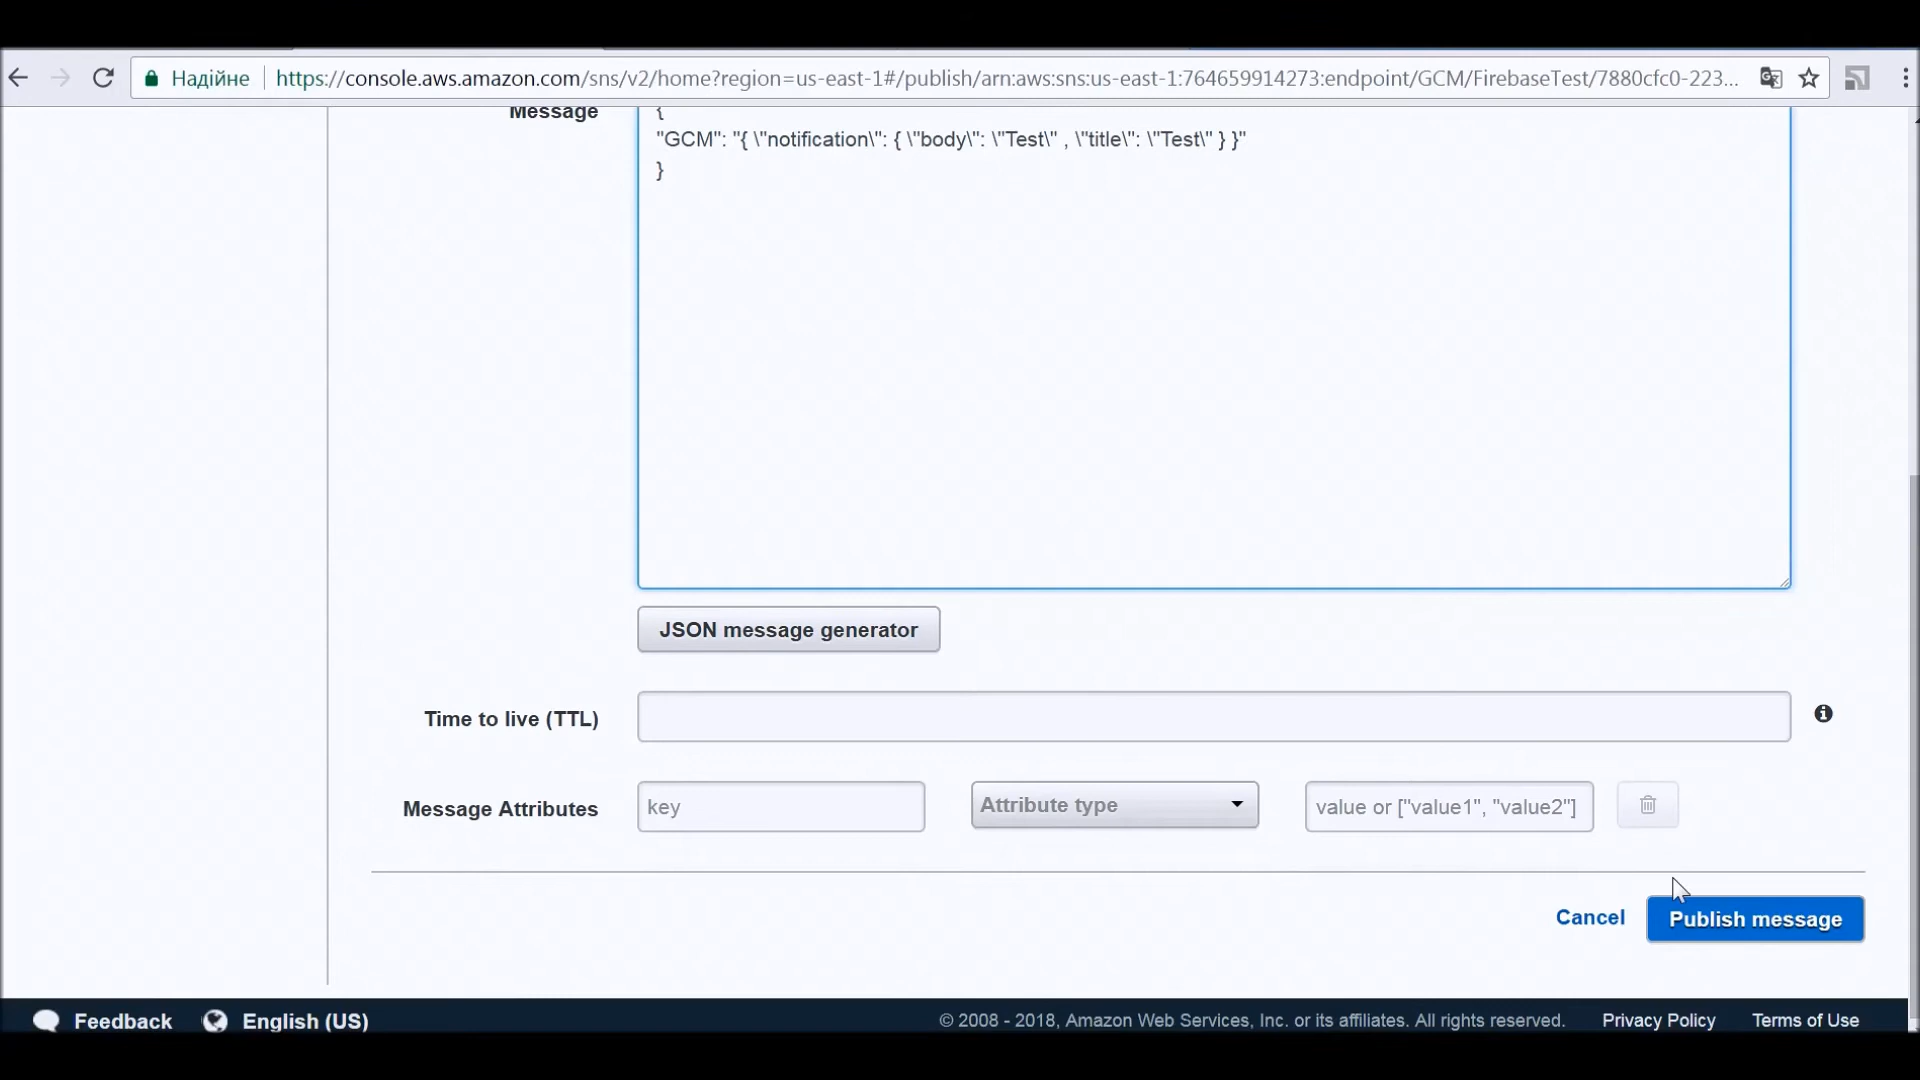 Надійне https://console.aws.amazon.com/sns/v2/home?region=us-east-1#/publish/arn:aws:sns:us-east-1:764659914273:endpoint/GCM/FirebaseTest/7880cfc0-223...
Message
{
"GCM": "{ \"notification\": { \"body\": \"Test\" , \"title\": \"Test\" } }"
}
JSON message generator
Time to live (TTL)
Message Attributes key Attribute type value or ["value1", "value2"]
Cancel Publish message
Feedback English (US) © 2008 - 2018, Amazon Web Services, Inc. or its affiliates. All rights reserved. Privacy Policy Terms of Use